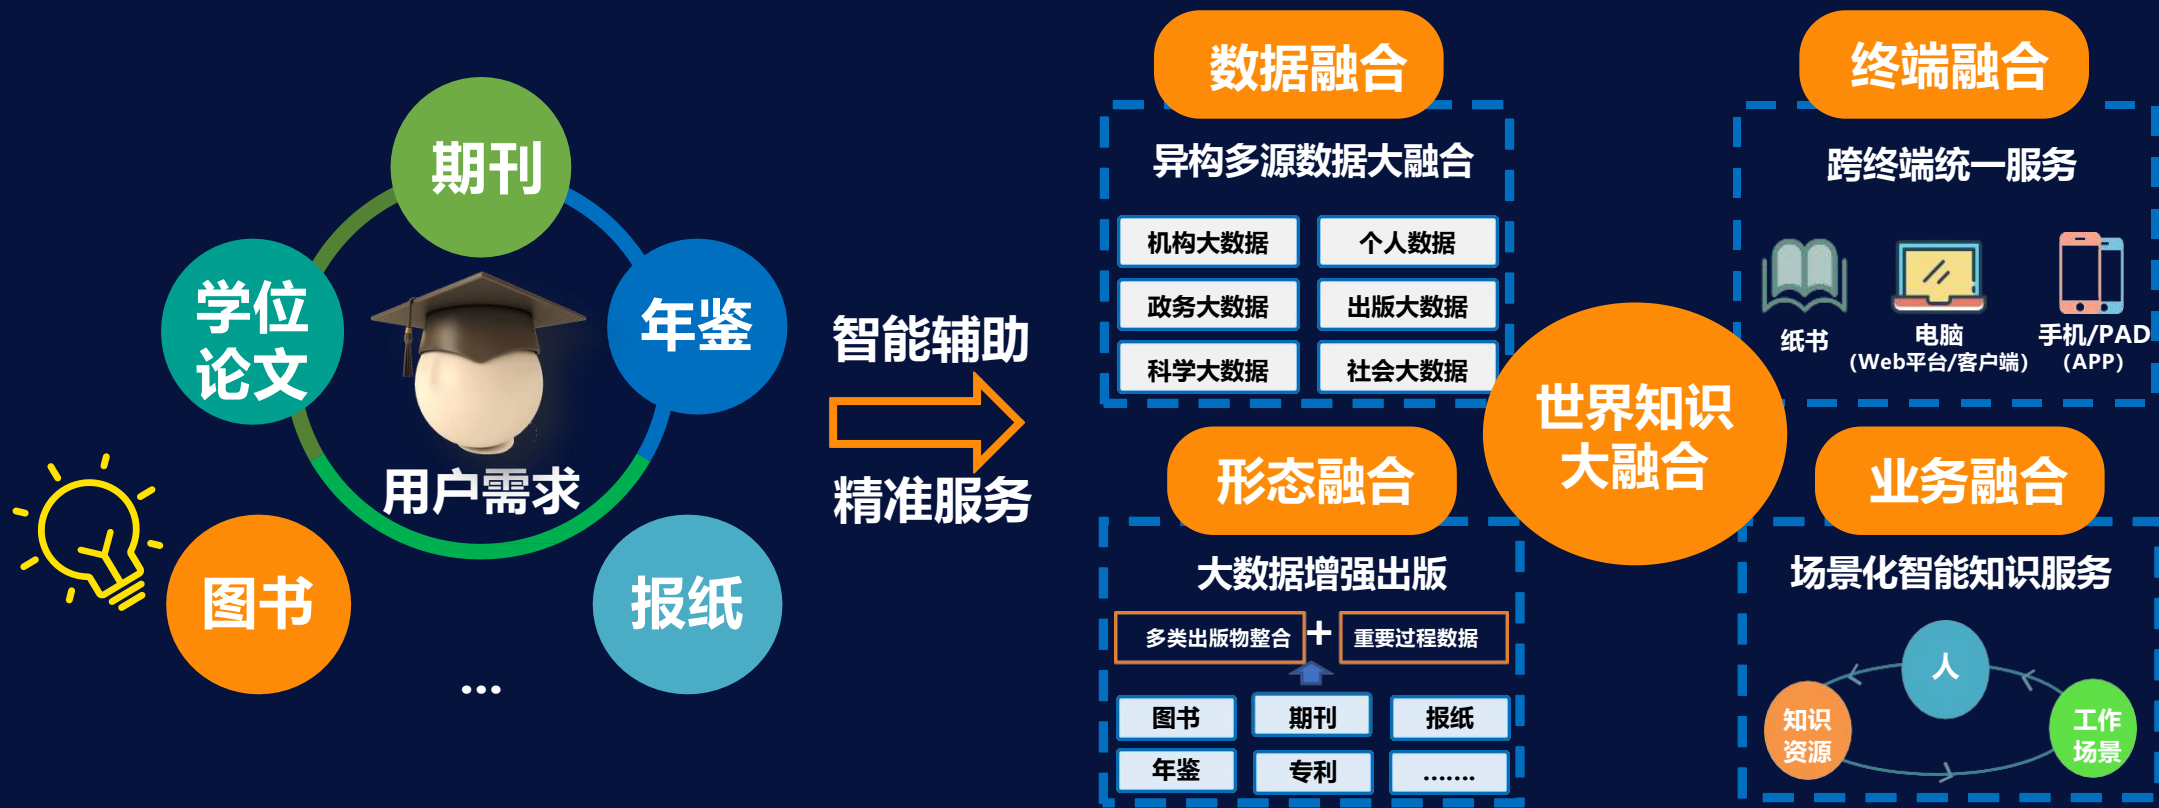 期刊
学位
论文
年鉴
用户需求
图书
报纸
...
智能辅助
精准服务
数据融合
异构多源数据大融合
机构大数据
个人数据
政务大数据
出版大数据
科学大数据
社会大数据
终端融合
跨终端统一服务
纸书
电脑
(Web平台/客户端)
手机/PAD
(APP)
世界知识
大融合
形态融合
大数据增强出版
多类出版物整合
+
重要过程数据
图书
期刊
报纸
年鉴
专利
.......
业务融合
场景化智能知识服务
人
知识
资源
工作
场景